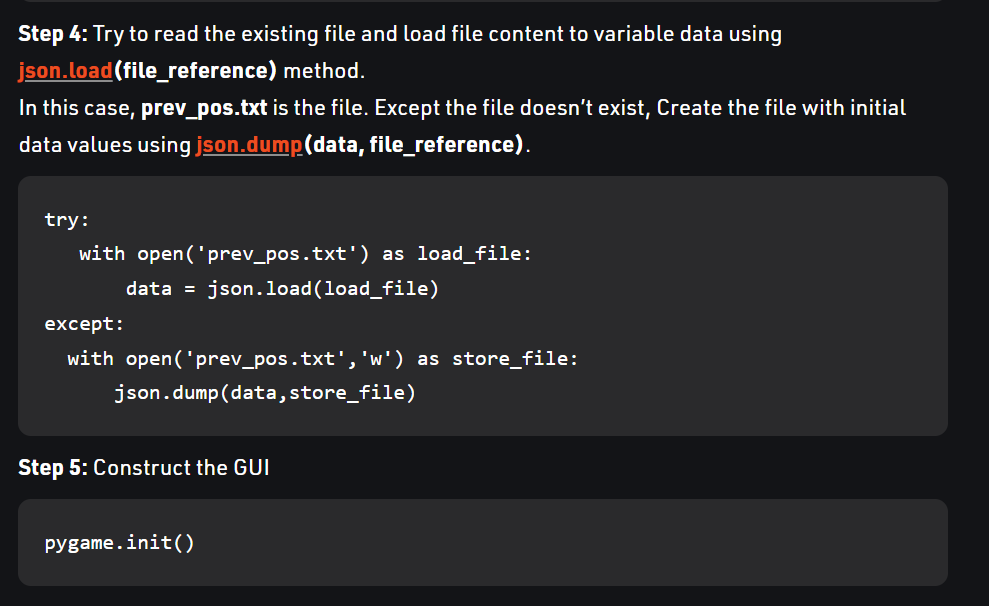 Step 4: Try to read the existing file and load file content to variable data using
json.load(file_reference) method.
In this case, prev_pos.txt is the file. Except the file doesn’t exist, Create the file with initial
data values using json.dump(data, file_reference).
try:
   with open('prev_pos.txt') as load_file:
       data = json.load(load_file)
except:
  with open('prev_pos.txt','w') as store_file:
      json.dump(data,store_file)
Step 5: Construct the GUI
pygame.init()